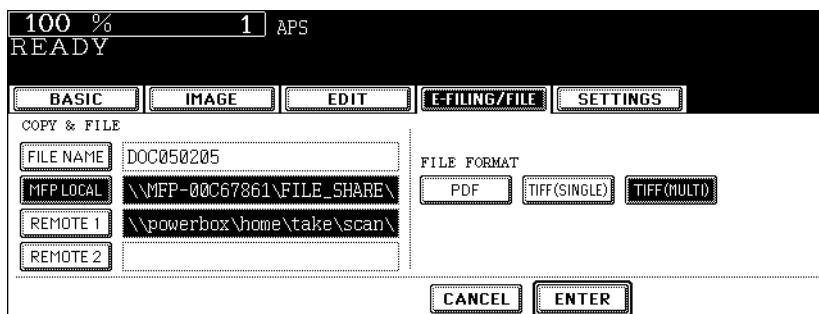 100 % 1 APS
READY
BASIC IMAGE EDIT E-FILING/FILE SETTINGS
COPY & FILE
FILE NAME DOC050205
MFP LOCAL \\MFP-00C67861\FILE_SHARE\
REMOTE 1 \\powerbox\home\take\scan\
REMOTE 2
FILE FORMAT
PDF TIFF(SINGLE) TIFF(MULTI)
CANCEL ENTER